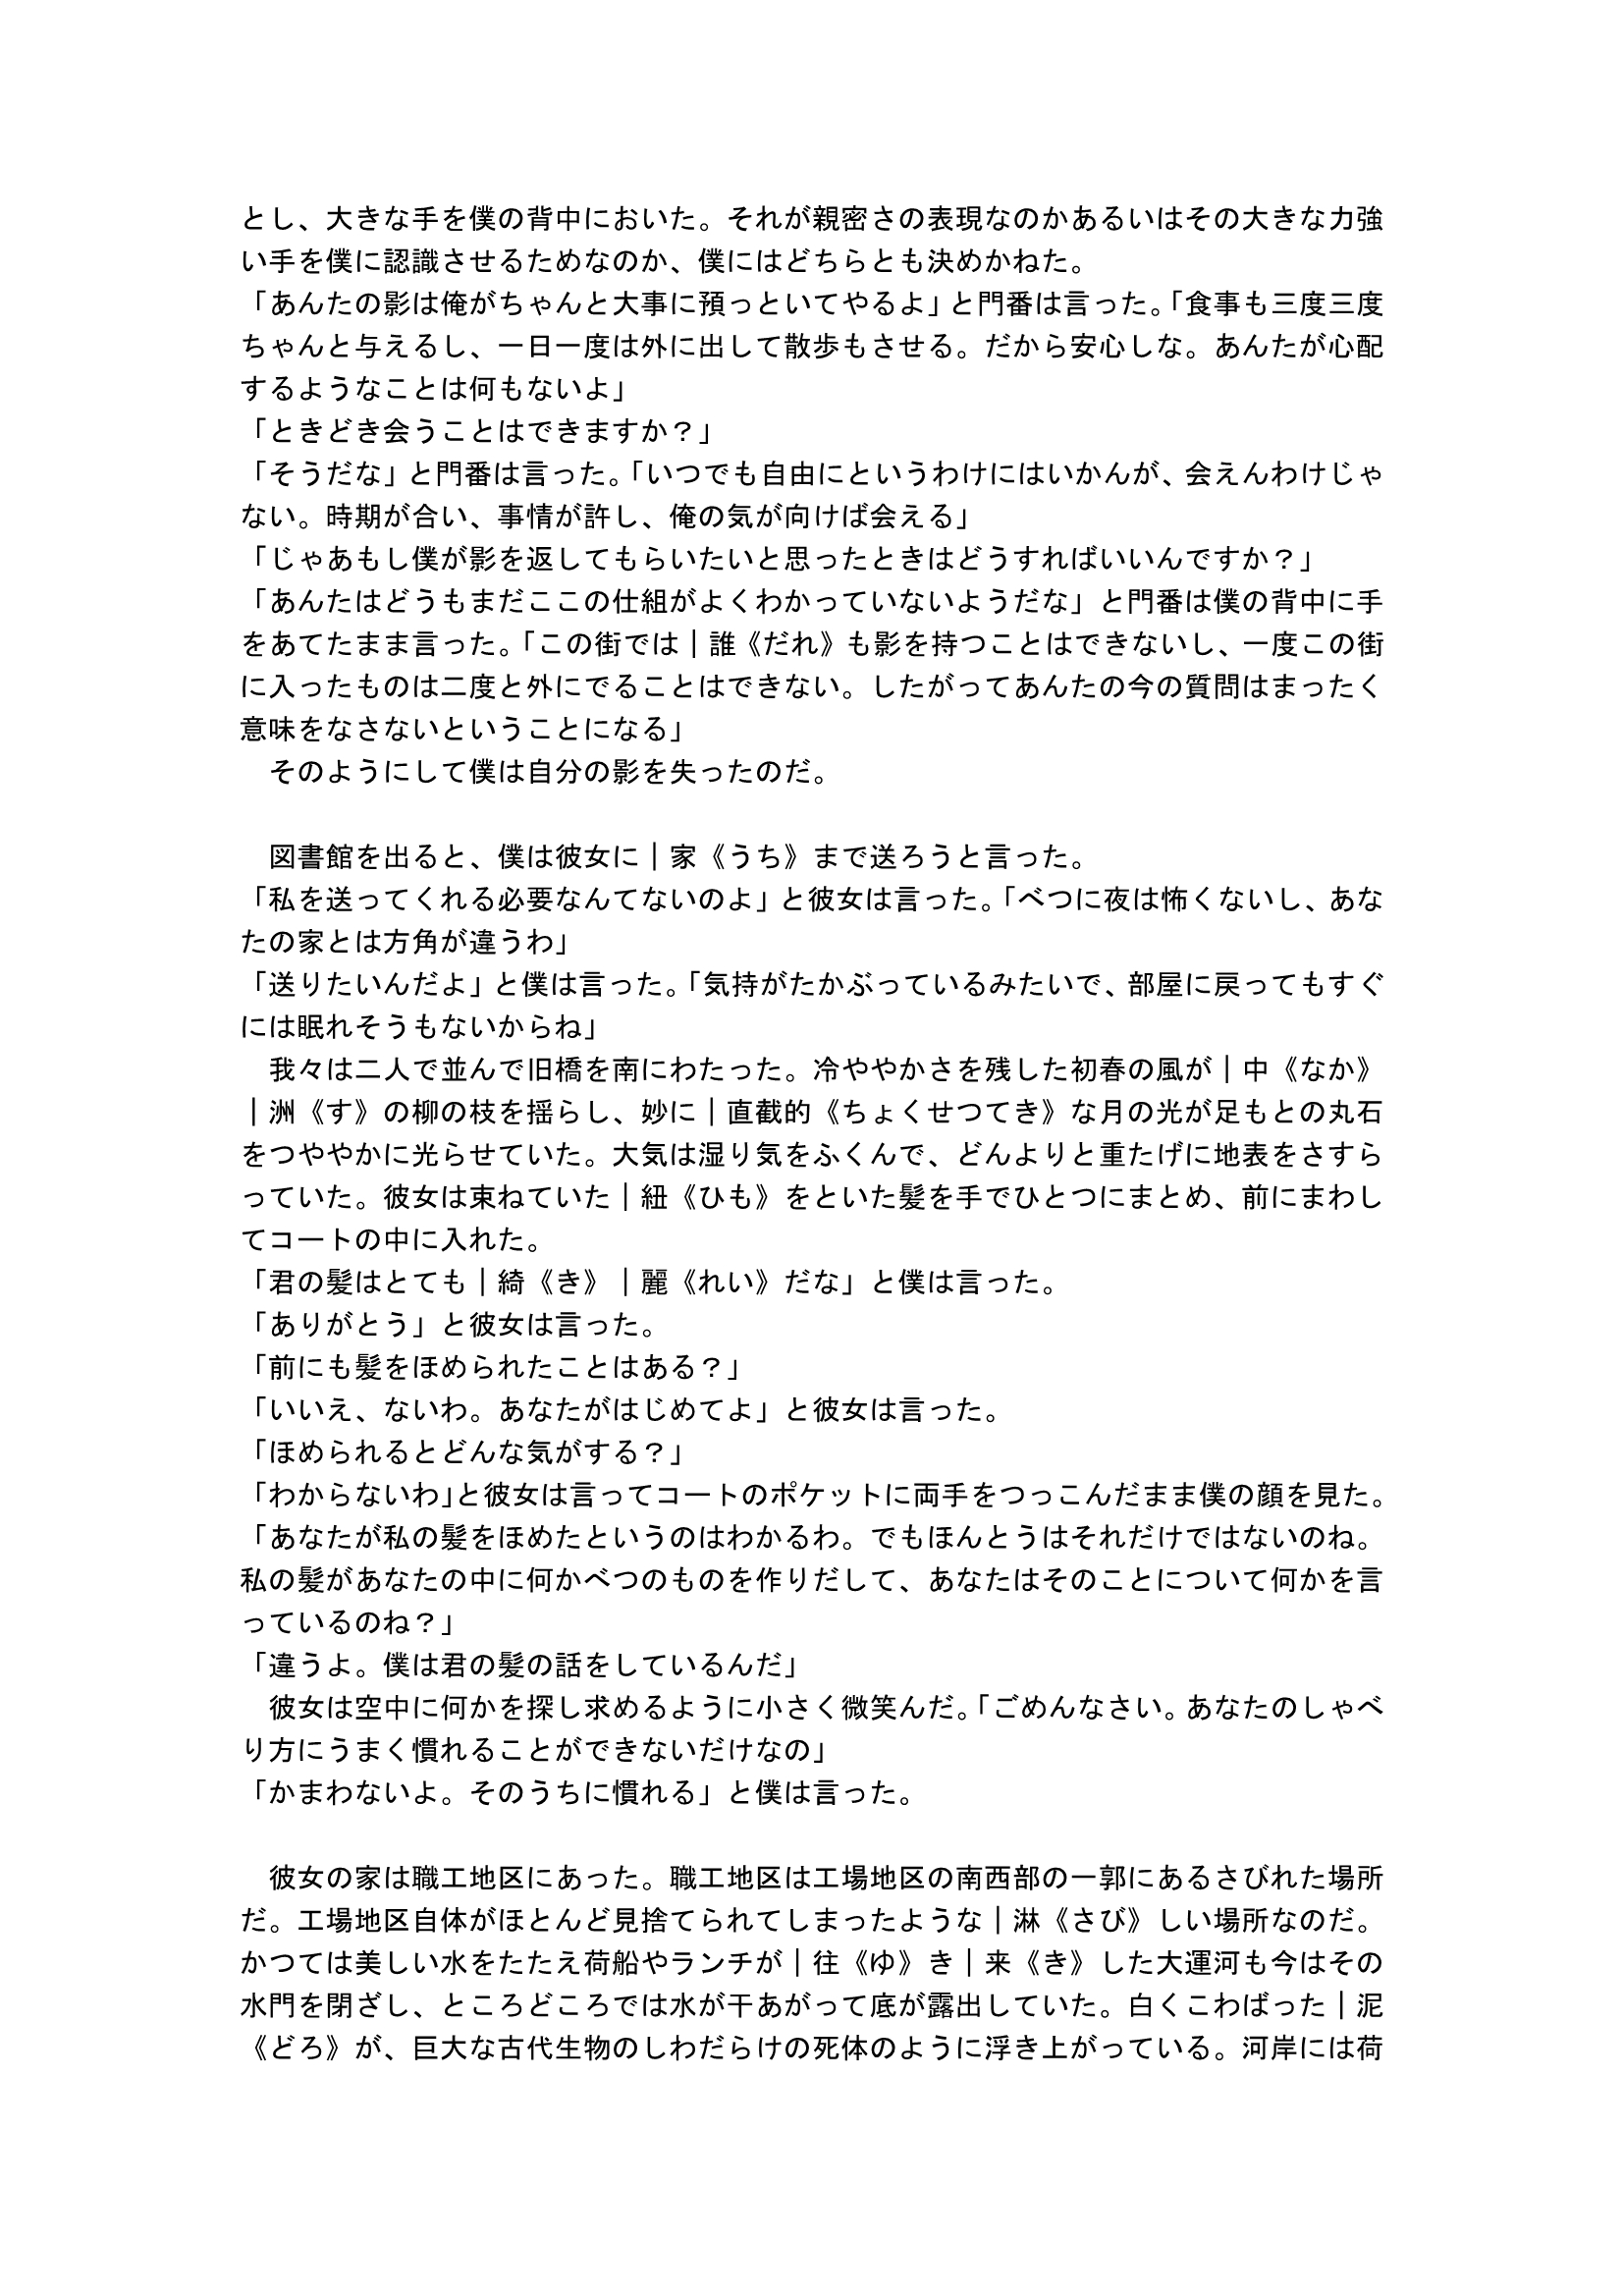 とし、大きな手を僕の背中においた。それが親密さの表現なのかあるいはその大きな力強
い手を僕に認識させるためなのか、僕にはどちらとも決めかねた。
「あんたの影は俺がちゃんと大事に預っといてやるよ」と門番は言った。「食事も三度三度
ちゃんと与えるし、一日一度は外に出して散歩もさせる。だから安心しな。あんたが心配
するようなことは何もないよ」
「ときどき会うことはできますか？」
「そうだな」と門番は言った。「いつでも自由にというわけにはいかんが、会えんわけじゃ
ない。時期が合い、事情が許し、俺の気が向けば会える」
「じゃあもし僕が影を返してもらいたいと思ったときはどうすればいいんですか？」
「あんたはどうもまだここの仕組がよくわかっていないようだな」と門番は僕の背中に手
をあてたまま言った。「この街では｜誰《だれ》も影を持つことはできないし、一度この街
に入ったものは二度と外にでることはできない。したがってあんたの今の質問はまったく
意味をなさないということになる」
　そのようにして僕は自分の影を失ったのだ。

　図書館を出ると、僕は彼女に｜家《うち》まで送ろうと言った。
「私を送ってくれる必要なんてないのよ」と彼女は言った。「べつに夜は怖くないし、あな
たの家とは方角が違うわ」
「送りたいんだよ」と僕は言った。「気持がたかぶっているみたいで、部屋に戻ってもすぐ
には眠れそうもないからね」
　我々は二人で並んで旧橋を南にわたった。冷ややかさを残した初春の風が｜中《なか》
｜洲《す》の柳の枝を揺らし、妙に｜直截的《ちょくせつてき》な月の光が足もとの丸石
をつややかに光らせていた。大気は湿り気をふくんで、どんよりと重たげに地表をさすら
っていた。彼女は束ねていた｜紐《ひも》をといた髪を手でひとつにまとめ、前にまわし
てコートの中に入れた。
「君の髪はとても｜綺《き》｜麗《れい》だな」と僕は言った。
「ありがとう」と彼女は言った。
「前にも髪をほめられたことはある？」
「いいえ、ないわ。あなたがはじめてよ」と彼女は言った。
「ほめられるとどんな気がする？」
「わからないわ」と彼女は言ってコートのポケットに両手をつっこんだまま僕の顔を見た。
「あなたが私の髪をほめたというのはわかるわ。でもほんとうはそれだけではないのね。
私の髪があなたの中に何かべつのものを作りだして、あなたはそのことについて何かを言
っているのね？」
「違うよ。僕は君の髪の話をしているんだ」
　彼女は空中に何かを探し求めるように小さく微笑んだ。「ごめんなさい。あなたのしゃべ
り方にうまく慣れることができないだけなの」
「かまわないよ。そのうちに慣れる」と僕は言った。

　彼女の家は職工地区にあった。職工地区は工場地区の南西部の一郭にあるさびれた場所
だ。工場地区自体がほとんど見捨てられてしまったような｜淋《さび》しい場所なのだ。
かつては美しい水をたたえ荷船やランチが｜往《ゆ》き｜来《き》した大運河も今はその
水門を閉ざし、ところどころでは水が干あがって底が露出していた。白くこわばった｜泥
《どろ》が、巨大な古代生物のしわだらけの死体のように浮き上がっている。河岸には荷